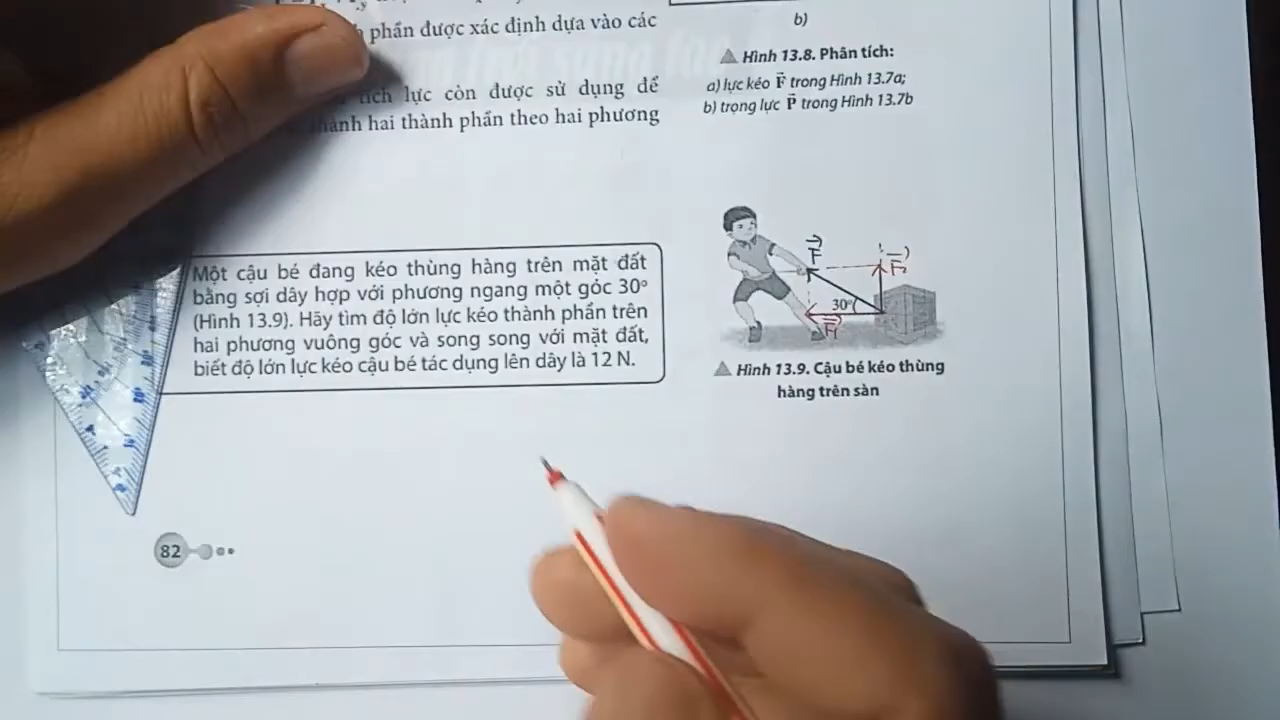 phần được xác định dựa vào các
tích lực còn được sử dụng để
thành hai thành phần theo hai phương
b)
Hình 13.8. Phân tích:
a) lực kéo F⃗ trong Hình 13.7a;
b) trọng lực P⃗ trong Hình 13.7b
Một cậu bé đang kéo thùng hàng trên mặt đất
bằng sợi dây hợp với phương ngang một góc 30°
(Hình 13.9). Hãy tìm độ lớn lực kéo thành phần trên
hai phương vuông góc và song song với mặt đất,
biết độ lớn lực kéo cậu bé tác dụng lên dây là 12 N.
F⃗
F⃗₂
30°
F⃗₁
Hình 13.9. Cậu bé kéo thùng
hàng trên sàn
82